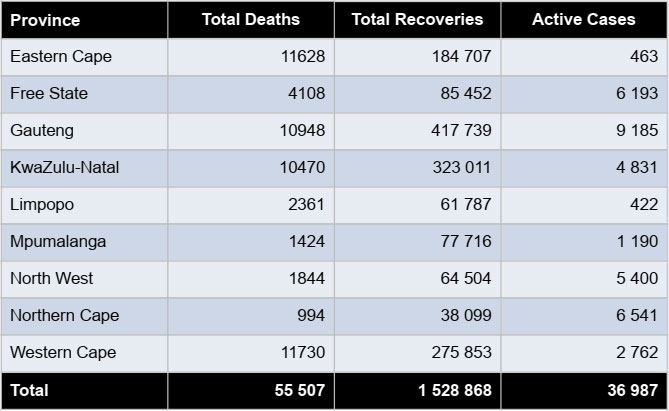 Province Total Deaths Total Recoveries Active Cases
Eastern Cape 11628 184 707 463
Free State 4108 85 452 6 193
Gauteng 10948 417 739 9 185
KwaZulu-Natal 10470 323 011 4 831
Limpopo 2361 61 787 422
Mpumalanga 1424 77 716 1 190
North West 1844 64 504 5 400
Northern Cape 994 38 099 6 541
Western Cape 11730 275 853 2 762
Total 55 507 1 528 868 36 987